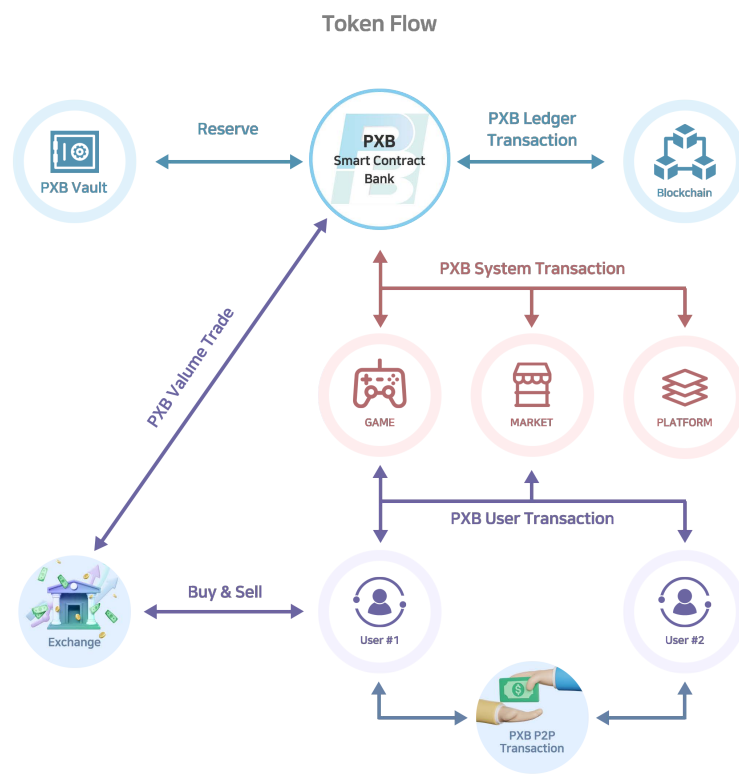 Token Flow
Reserve
PXB Ledger
Transaction
PXB Vault
PXB
Smart Contract
Bank
Blockchain
PXB System Transaction
PXB Valume Trade
GAME
MARKET
PLATFORM
PXB User Transaction
Buy & Sell
Exchange
User #1
User #2
PXB P2P
Transaction